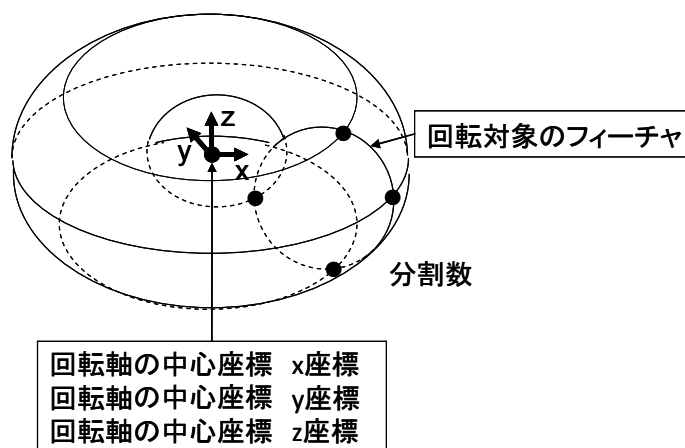 z
y
x
回転対象のフィーチャ
分割数
回転軸の中心座標 x座標
回転軸の中心座標 y座標
回転軸の中心座標 z座標